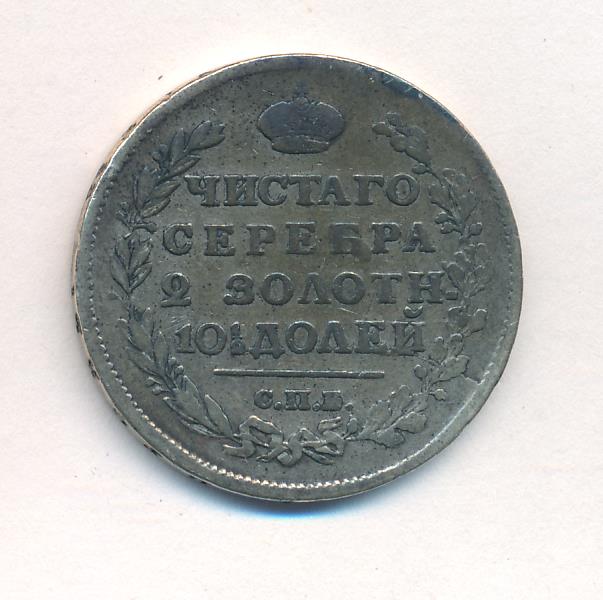 ЧИСТАГО
СЕРЕБРА
2 ЗОЛОТН.
10½ ДОЛЕЙ
С.П.Б.